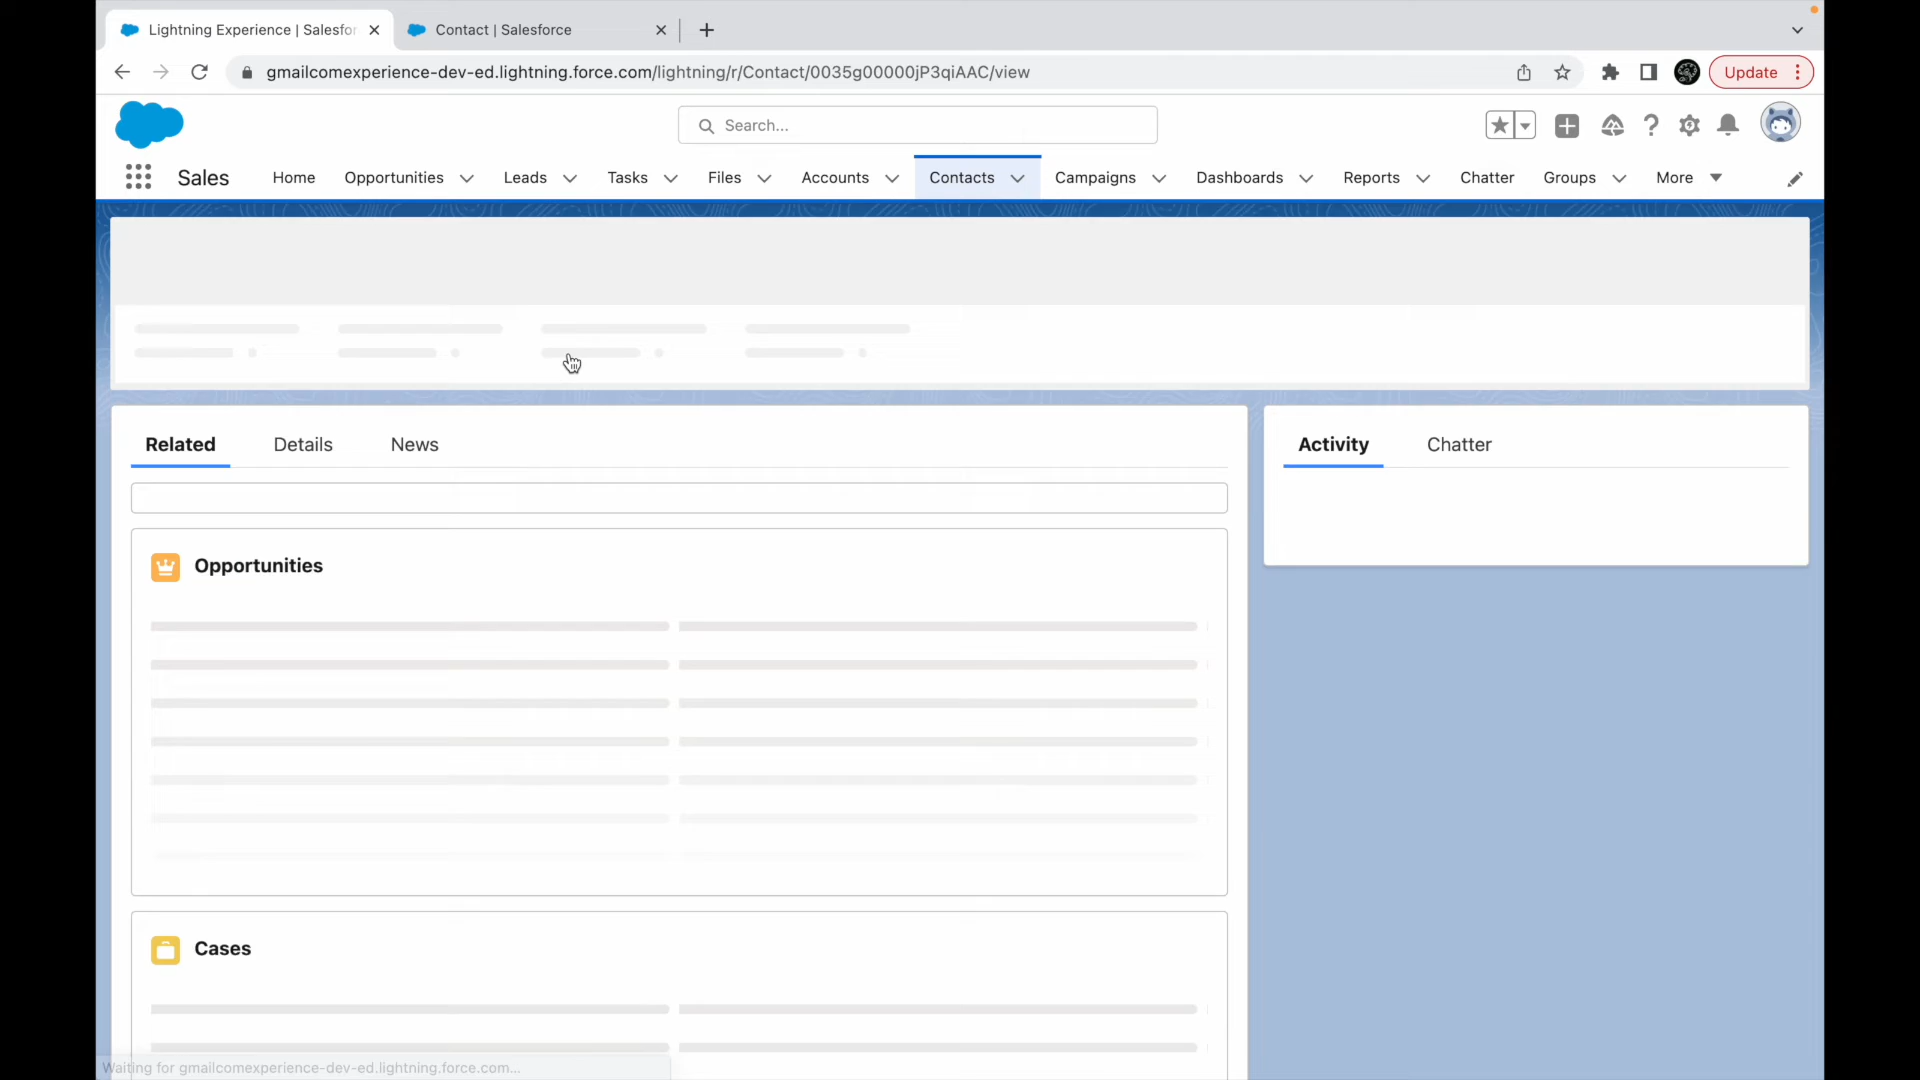 Lightning Experience | Salesfor
Contact | Salesforce
gmailcomexperience-dev-ed.lightning.force.com/lightning/r/Contact/0035g00000jP3qiAAC/view
Update
Search...
Sales
Home
Opportunities
Leads
Tasks
Files
Accounts
Contacts
Campaigns
Dashboards
Reports
Chatter
Groups
More
Related
Details
News
Activity
Chatter
Opportunities
Cases
Waiting for gmailcomexperience-dev-ed.lightning.force.com...